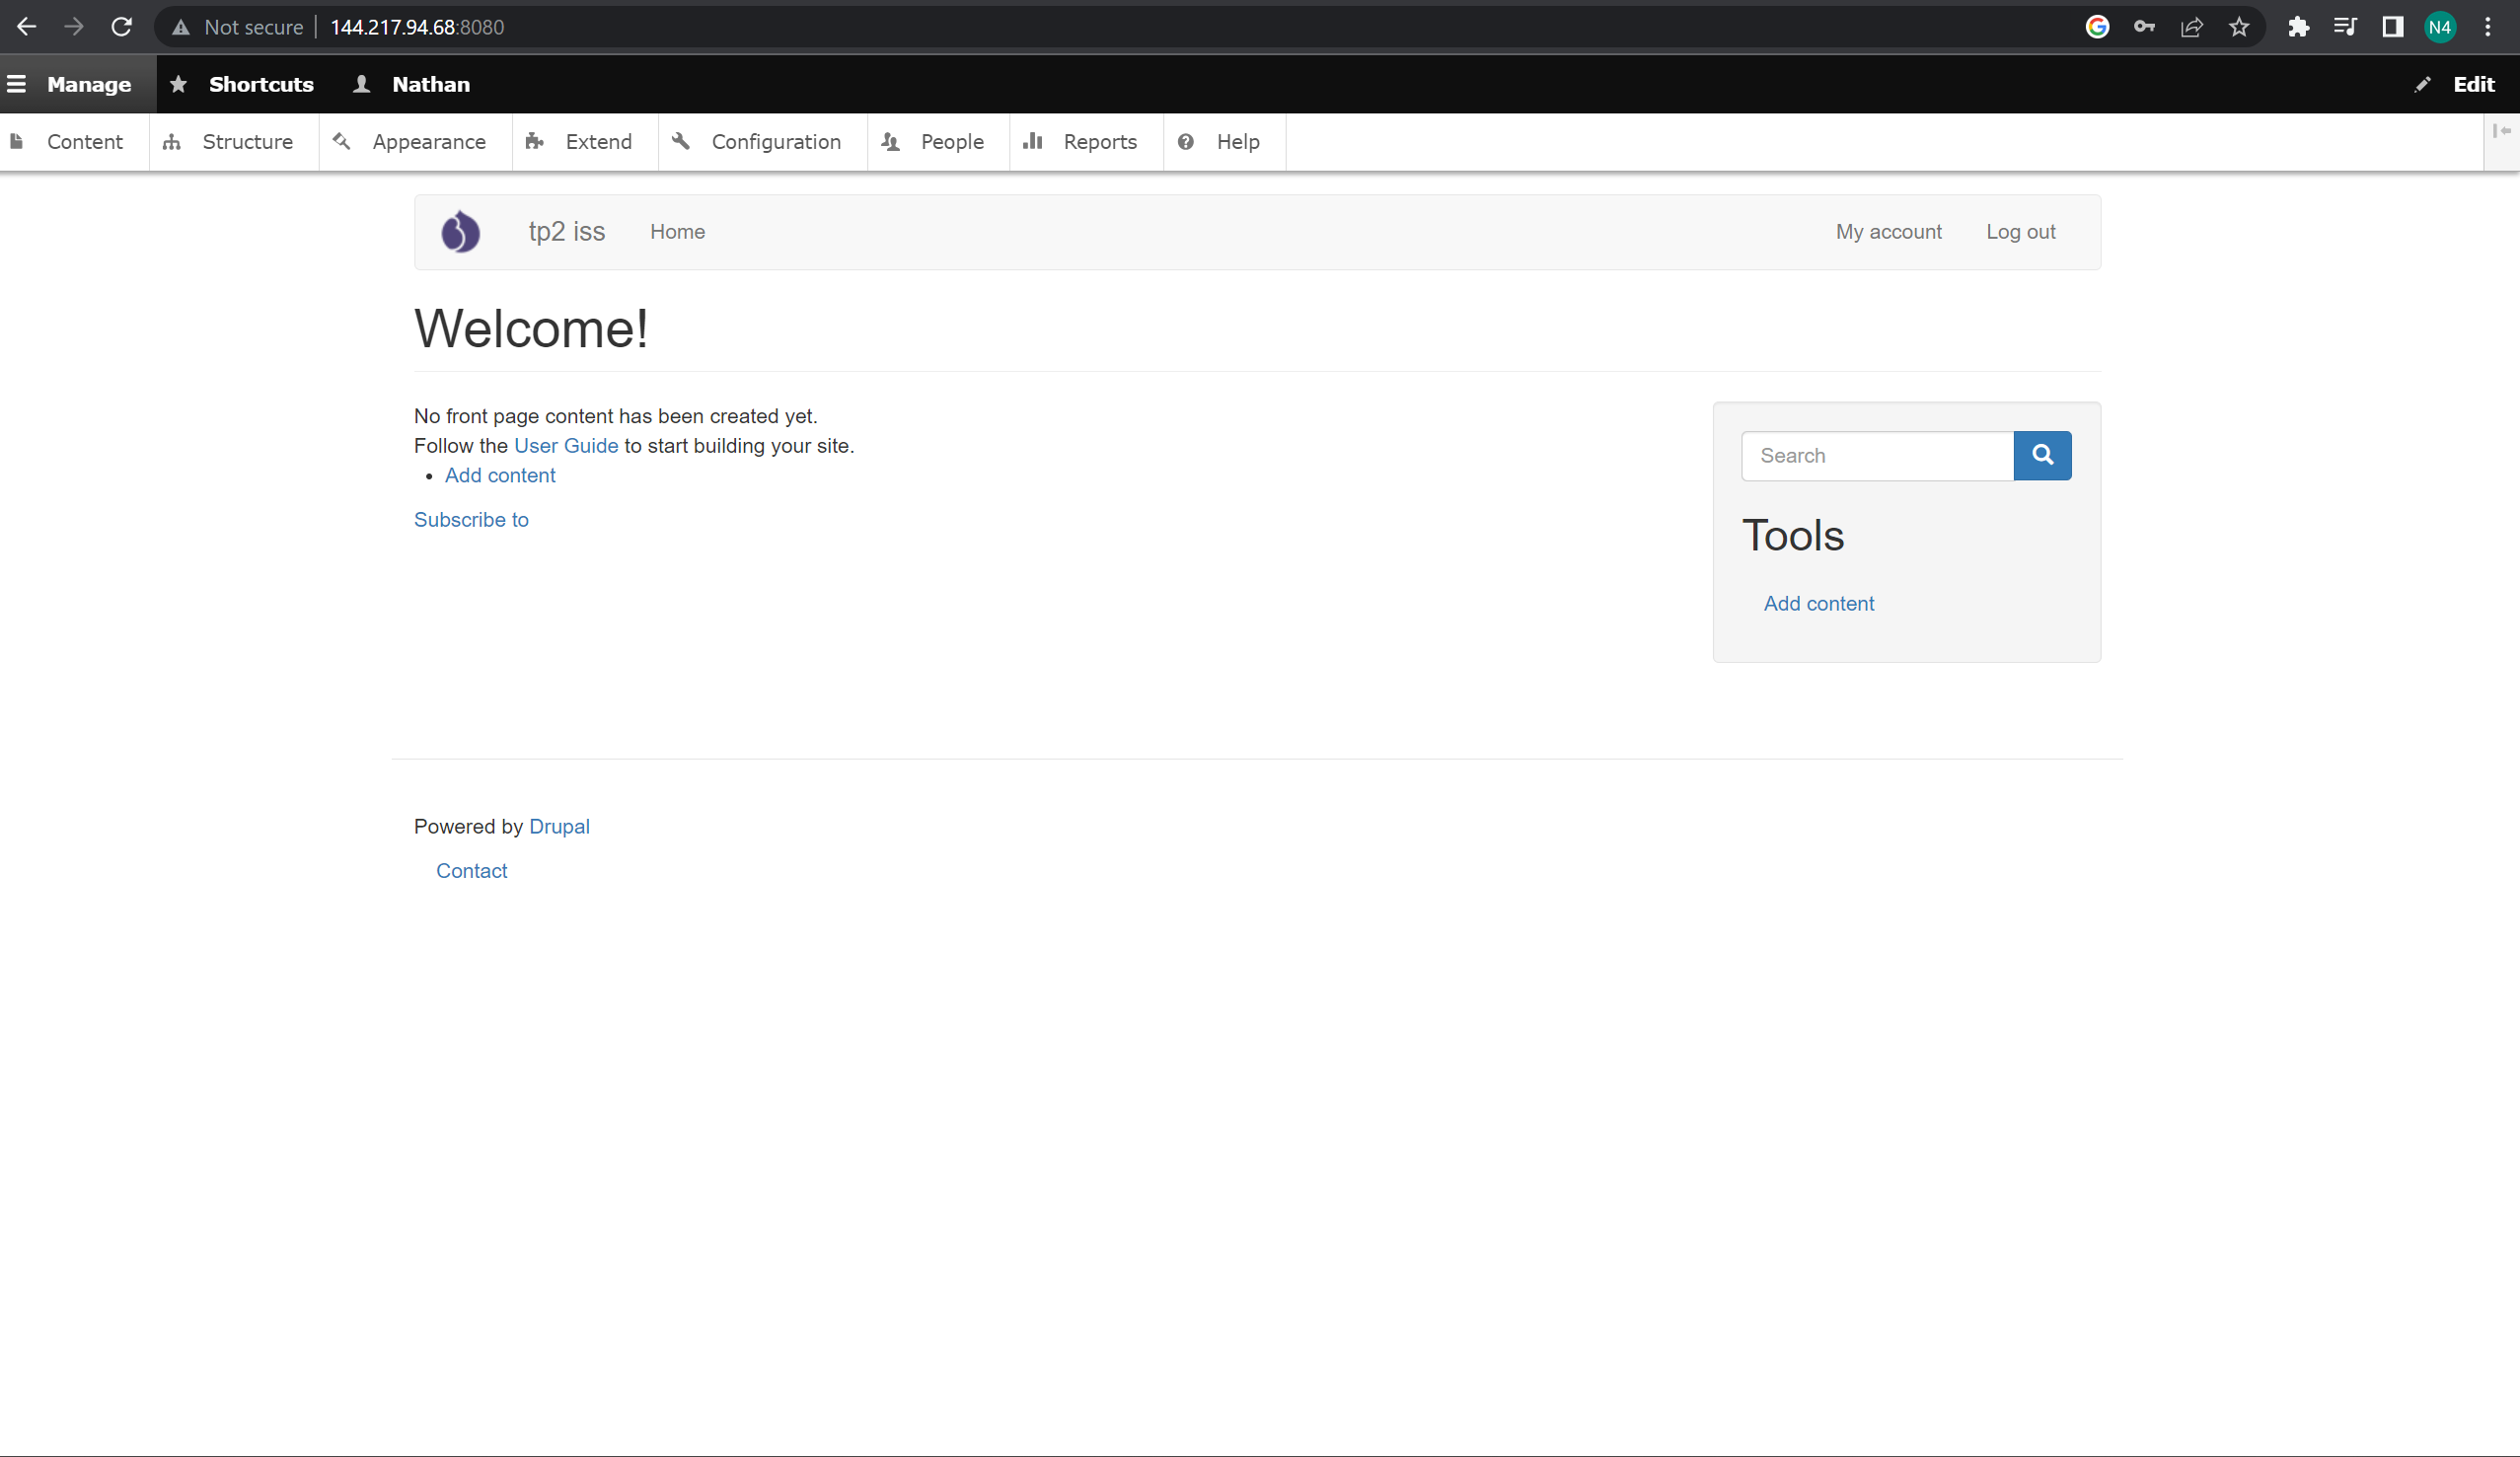 Not secure 144.217.94.68:8080 N4
Manage Shortcuts Nathan Edit
Content Structure Appearance Extend Configuration People Reports Help
tp2 iss Home My account Log out
Welcome!
No front page content has been created yet.
Follow the User Guide to start building your site.
Add content
Subscribe to
Search
Tools
Add content
Powered by Drupal
Contact